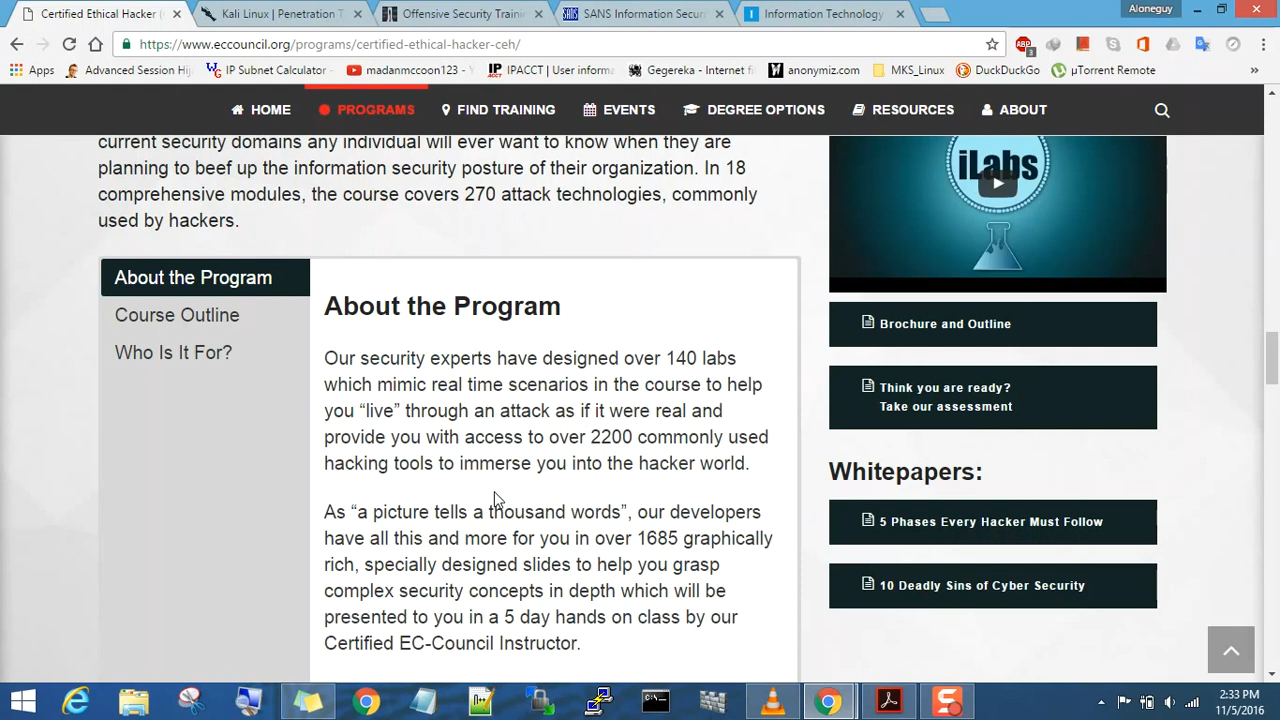 Certified Ethical Hacker (
Kali Linux | Penetration T
Offensive Security Trainin
SANS Information Securi
Information Technology
Aloneguy
https://www.eccouncil.org/programs/certified-ethical-hacker-ceh/
ABP
3
Apps
Advanced Session Hij
IP Subnet Calculator -
madanmccoon123 - Y
IPACCT | User informa
Gegereka - Internet fi
anonymiz.com
MKS_Linux
DuckDuckGo
µTorrent Remote
»
HOME
PROGRAMS
FIND TRAINING
EVENTS
DEGREE OPTIONS
RESOURCES
ABOUT
current security domains any individual will ever want to know when they are
planning to beef up the information security posture of their organization. In 18
comprehensive modules, the course covers 270 attack technologies, commonly
used by hackers.
iLabs
About the Program
Course Outline
Who Is It For?
About the Program
Our security experts have designed over 140 labs
which mimic real time scenarios in the course to help
you “live” through an attack as if it were real and
provide you with access to over 2200 commonly used
hacking tools to immerse you into the hacker world.
As “a picture tells a thousand words”, our developers
have all this and more for you in over 1685 graphically
rich, specially designed slides to help you grasp
complex security concepts in depth which will be
presented to you in a 5 day hands on class by our
Certified EC-Council Instructor.
Brochure and Outline
Think you are ready?
Take our assessment
Whitepapers:
5 Phases Every Hacker Must Follow
10 Deadly Sins of Cyber Security
2:33 PM
11/5/2016